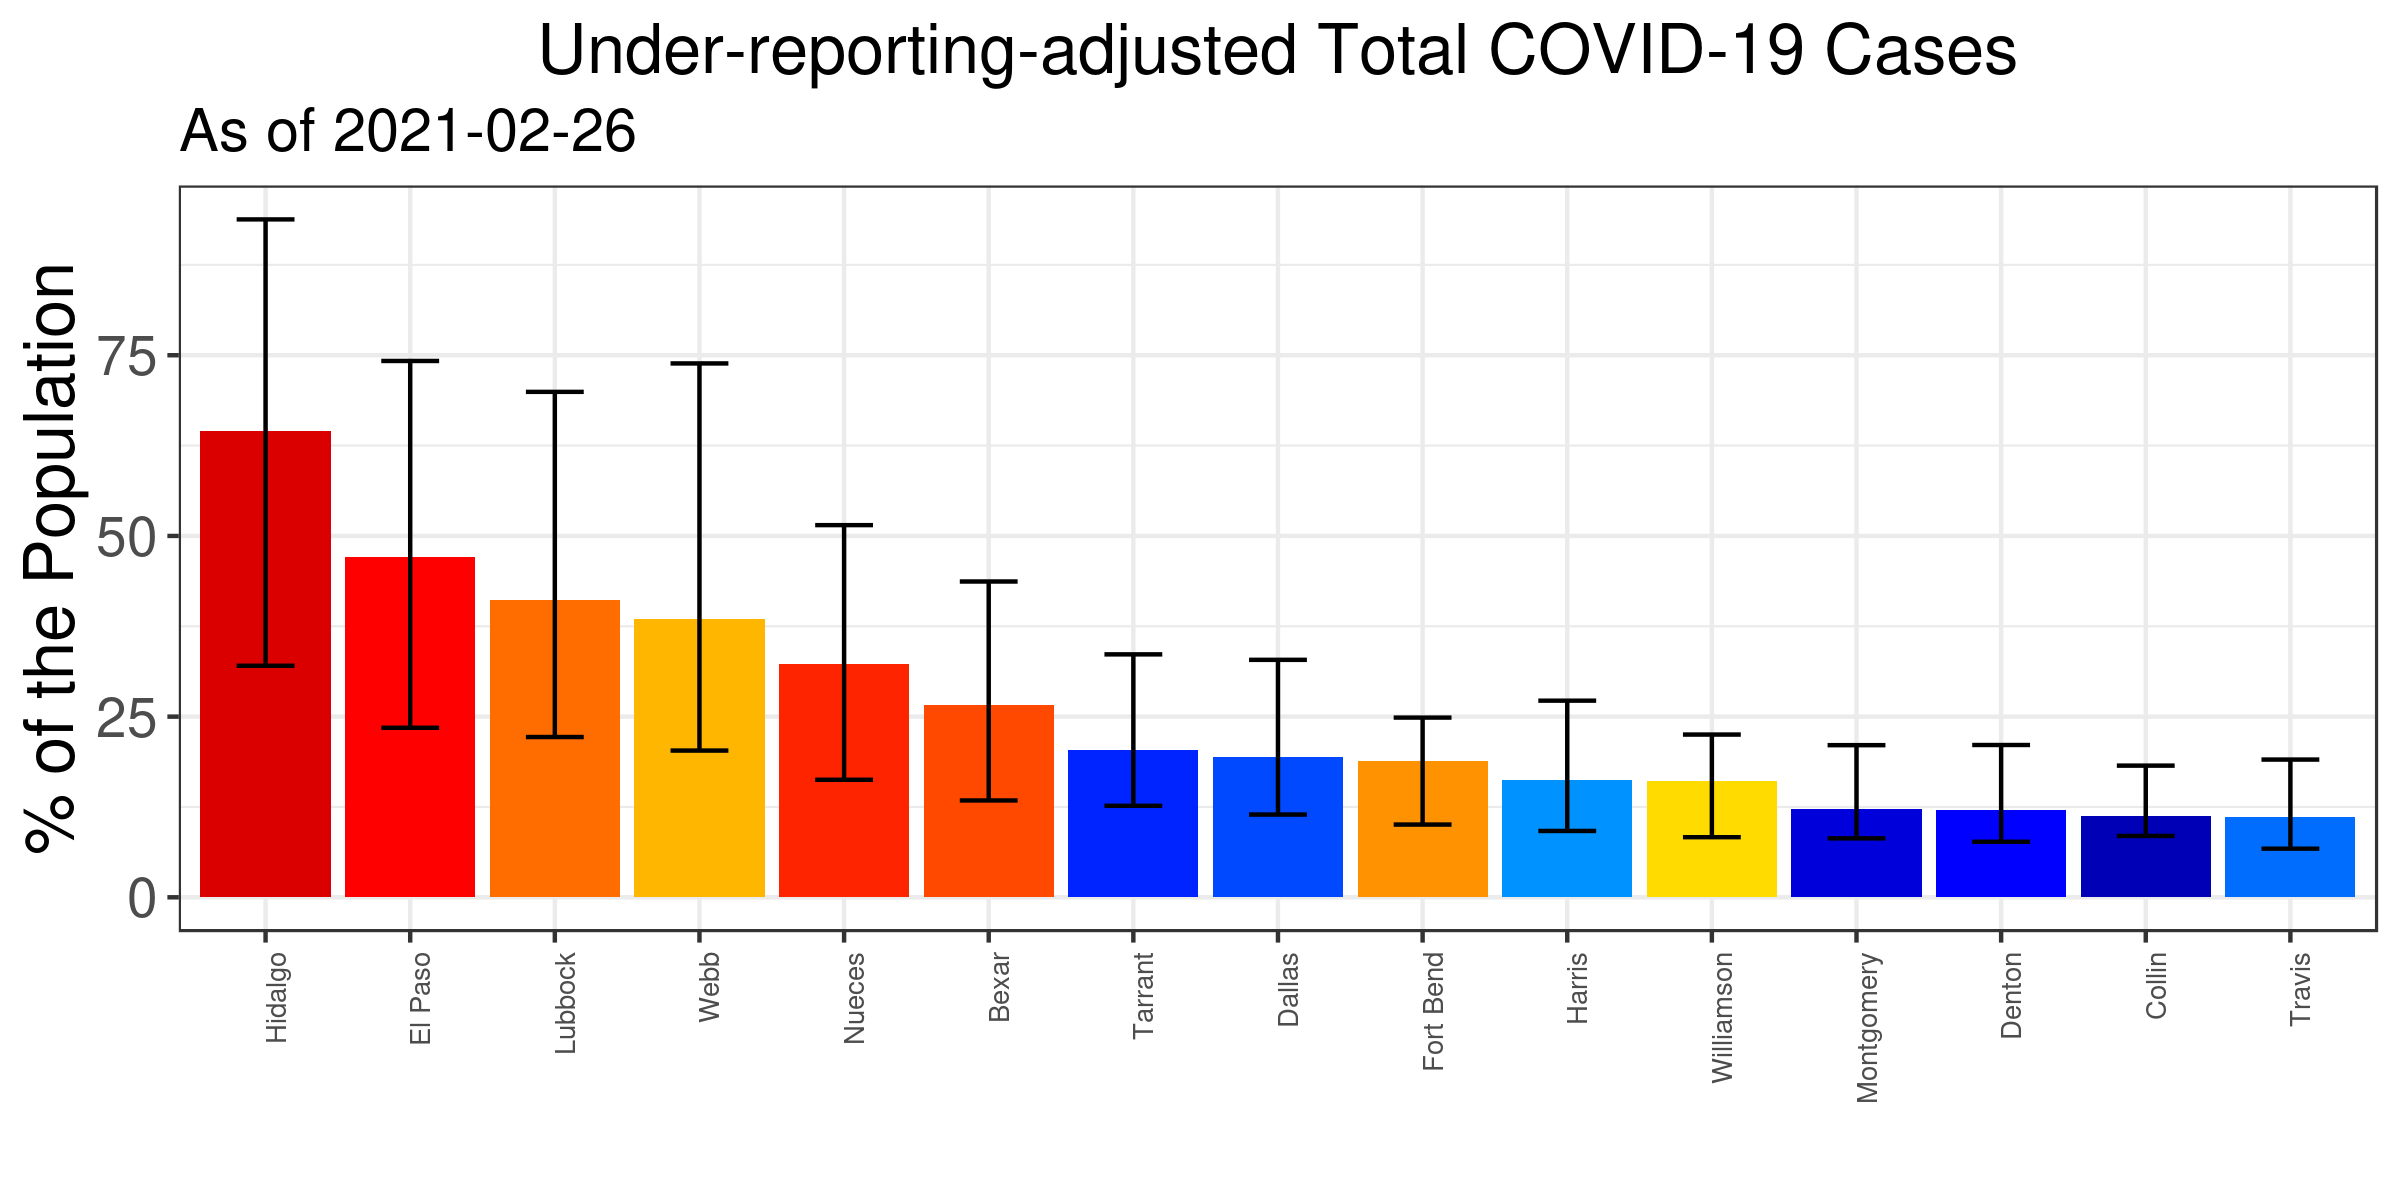 Under-reporting-adjusted Total COVID-19 Cases
As of 2021-02-26
% of the Population
75
50
25
0
Hidalgo
El Paso
Lubbock
Webb
Nueces
Bexar
Tarrant
Dallas
Fort Bend
Harris
Williamson
Montgomery
Denton
Collin
Travis